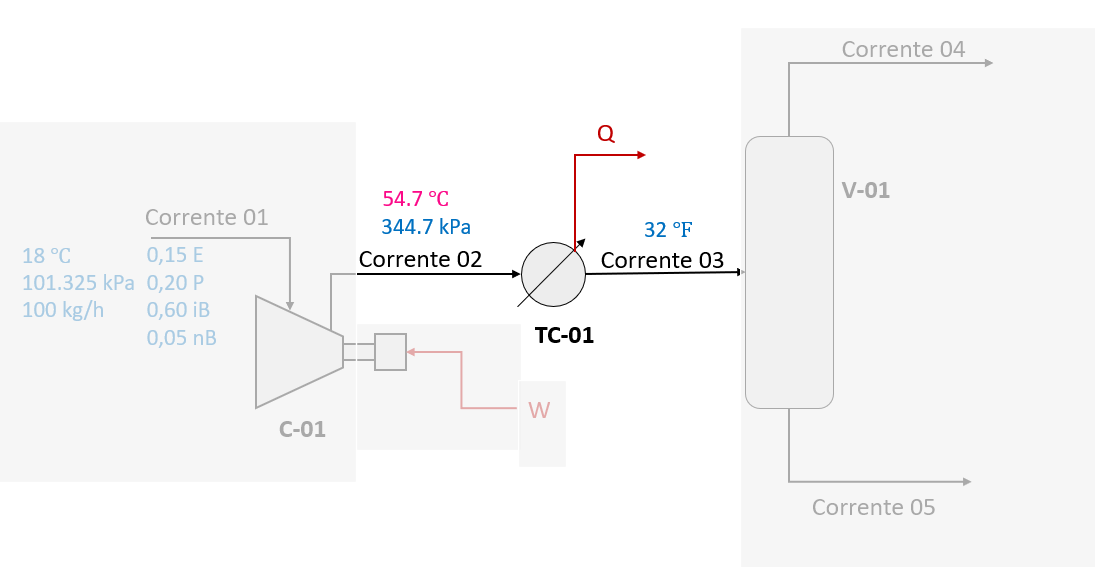 Corrente 04
Q
V-01
54.7 °C
344.7 kPa
Corrente 01
32 °F
18 °C
0,15 E
Corrente 02
Corrente 03
101.325 kPa
0,20 P
100 kg/h
0,60 iB
0,05 nB
TC-01
W
C-01
Corrente 05